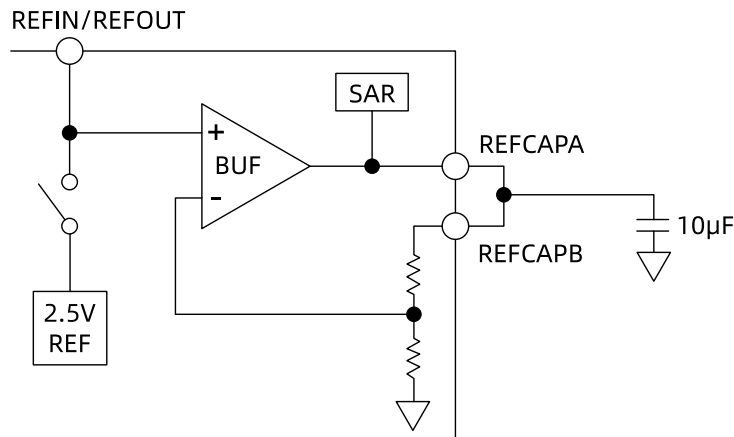 REFIN/REFOUT
SAR
+
BUF
-
REFCAPA
REFCAPB
10μF
2.5V
REF